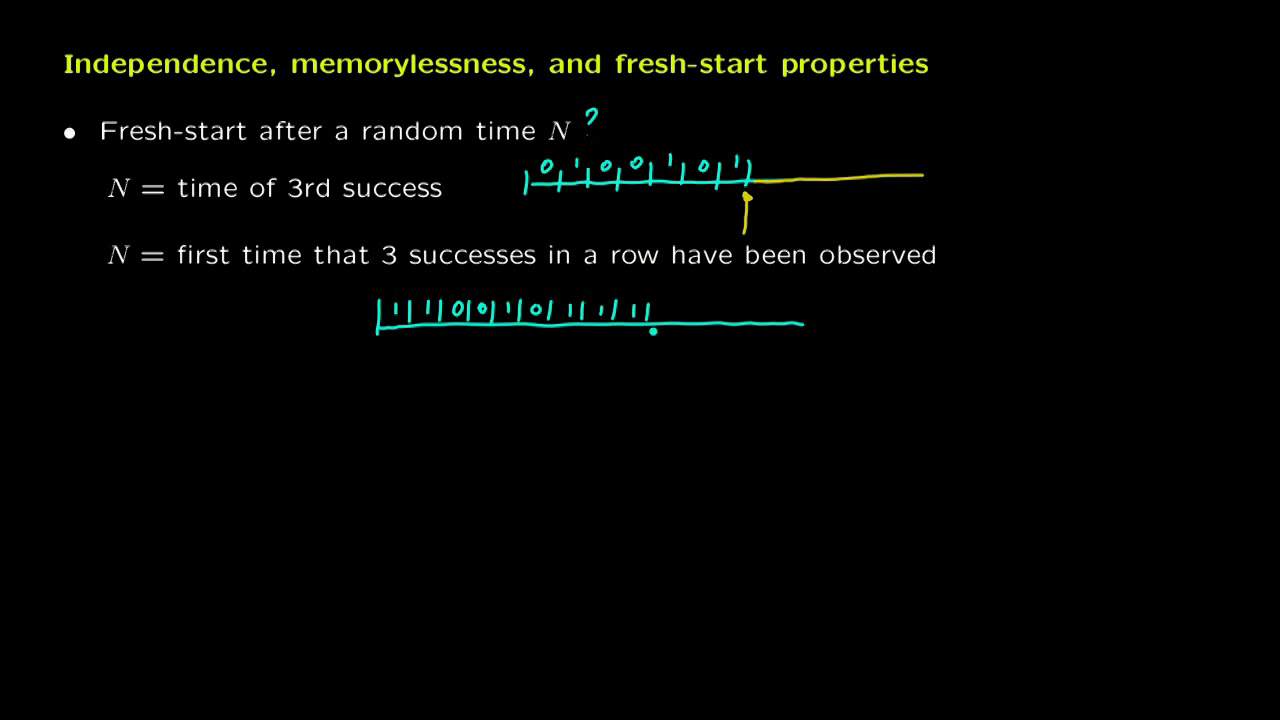 Independence, memorylessness, and fresh-start properties
• Fresh-start after a random time N ?
0 1 0 0 1 0 1
N = time of 3rd success
N = first time that 3 successes in a row have been observed
|1|1|0|0|1|0|1|1|1|